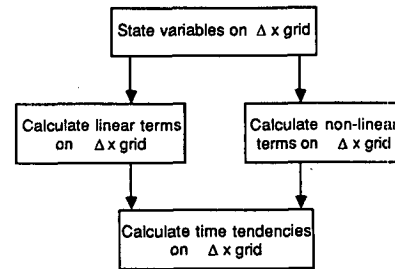 State variables on Δ x grid
Calculate linear terms
on Δ x grid
Calculate non-linear
terms on Δ x grid
Calculate time tendencies
on Δ x grid